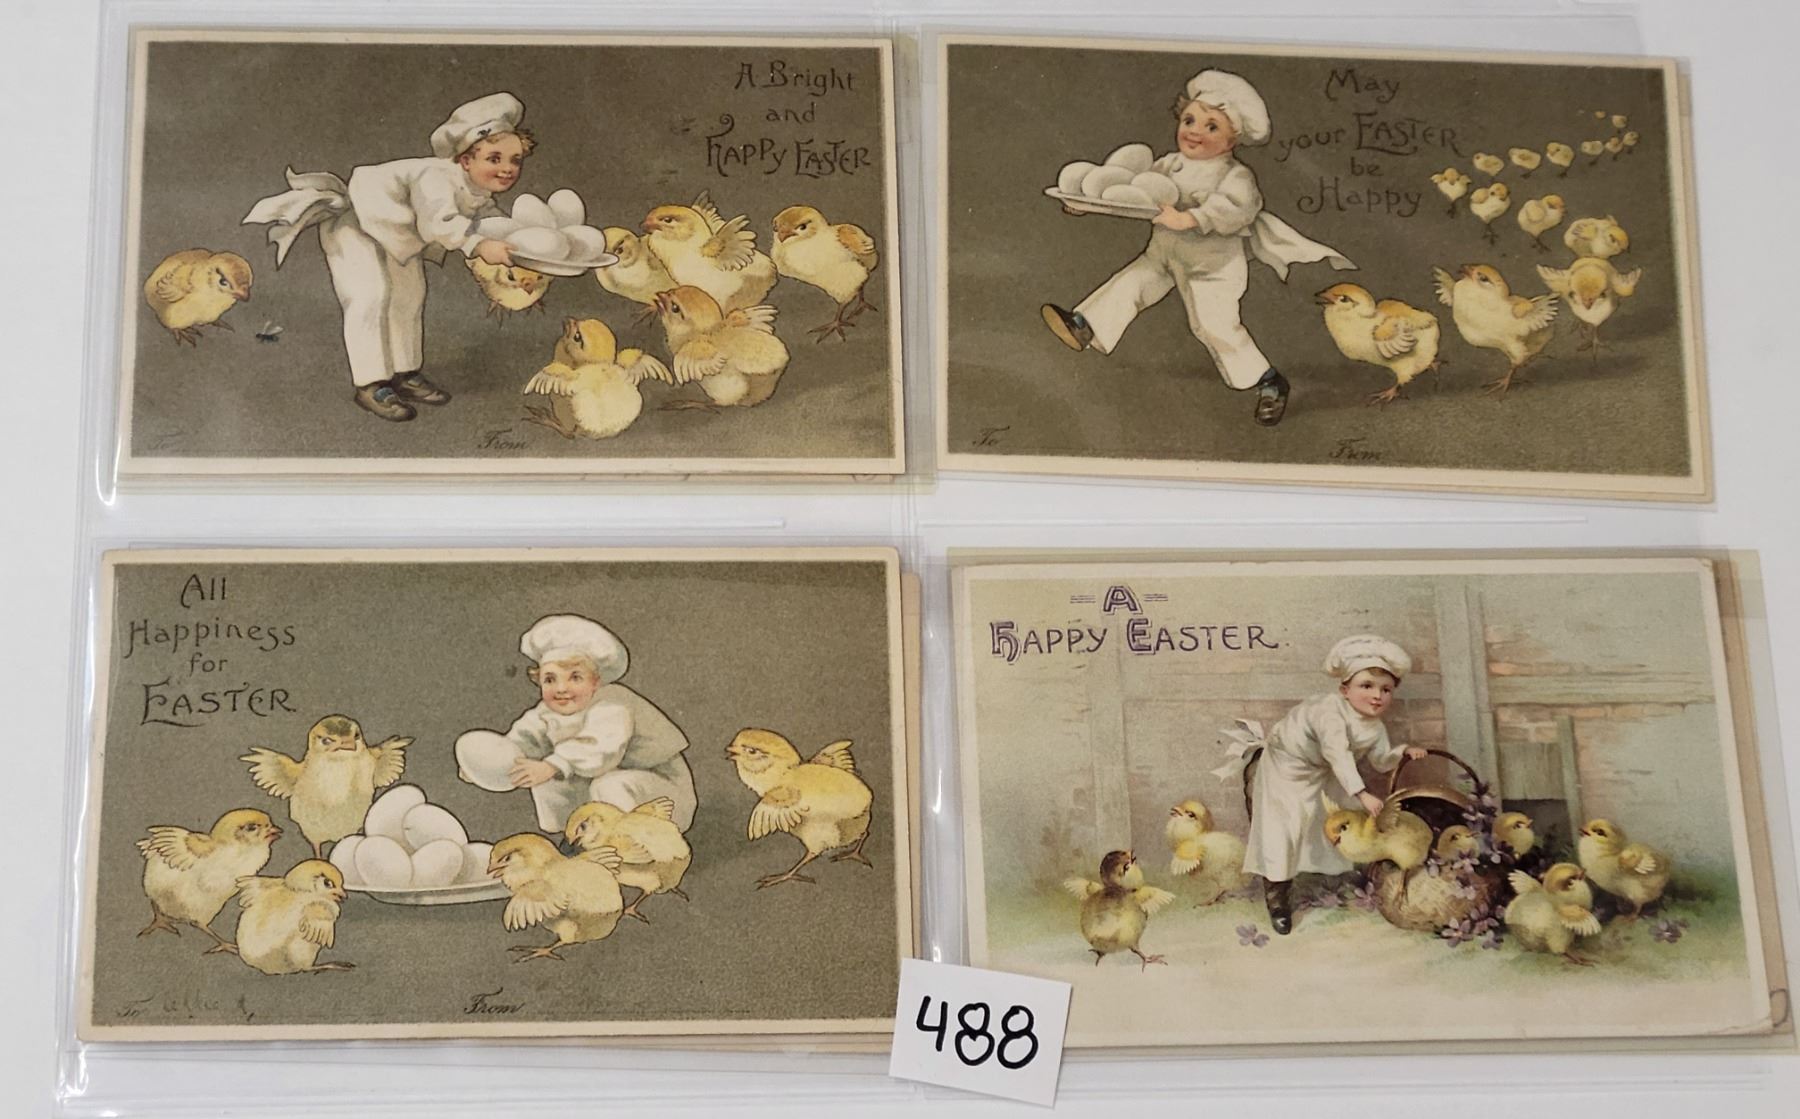 A Bright
and
Happy Easter
To
From
May
your Easter
be
Happy
To
From
All
Happiness
for
Easter
To
From
A
Happy Easter
488